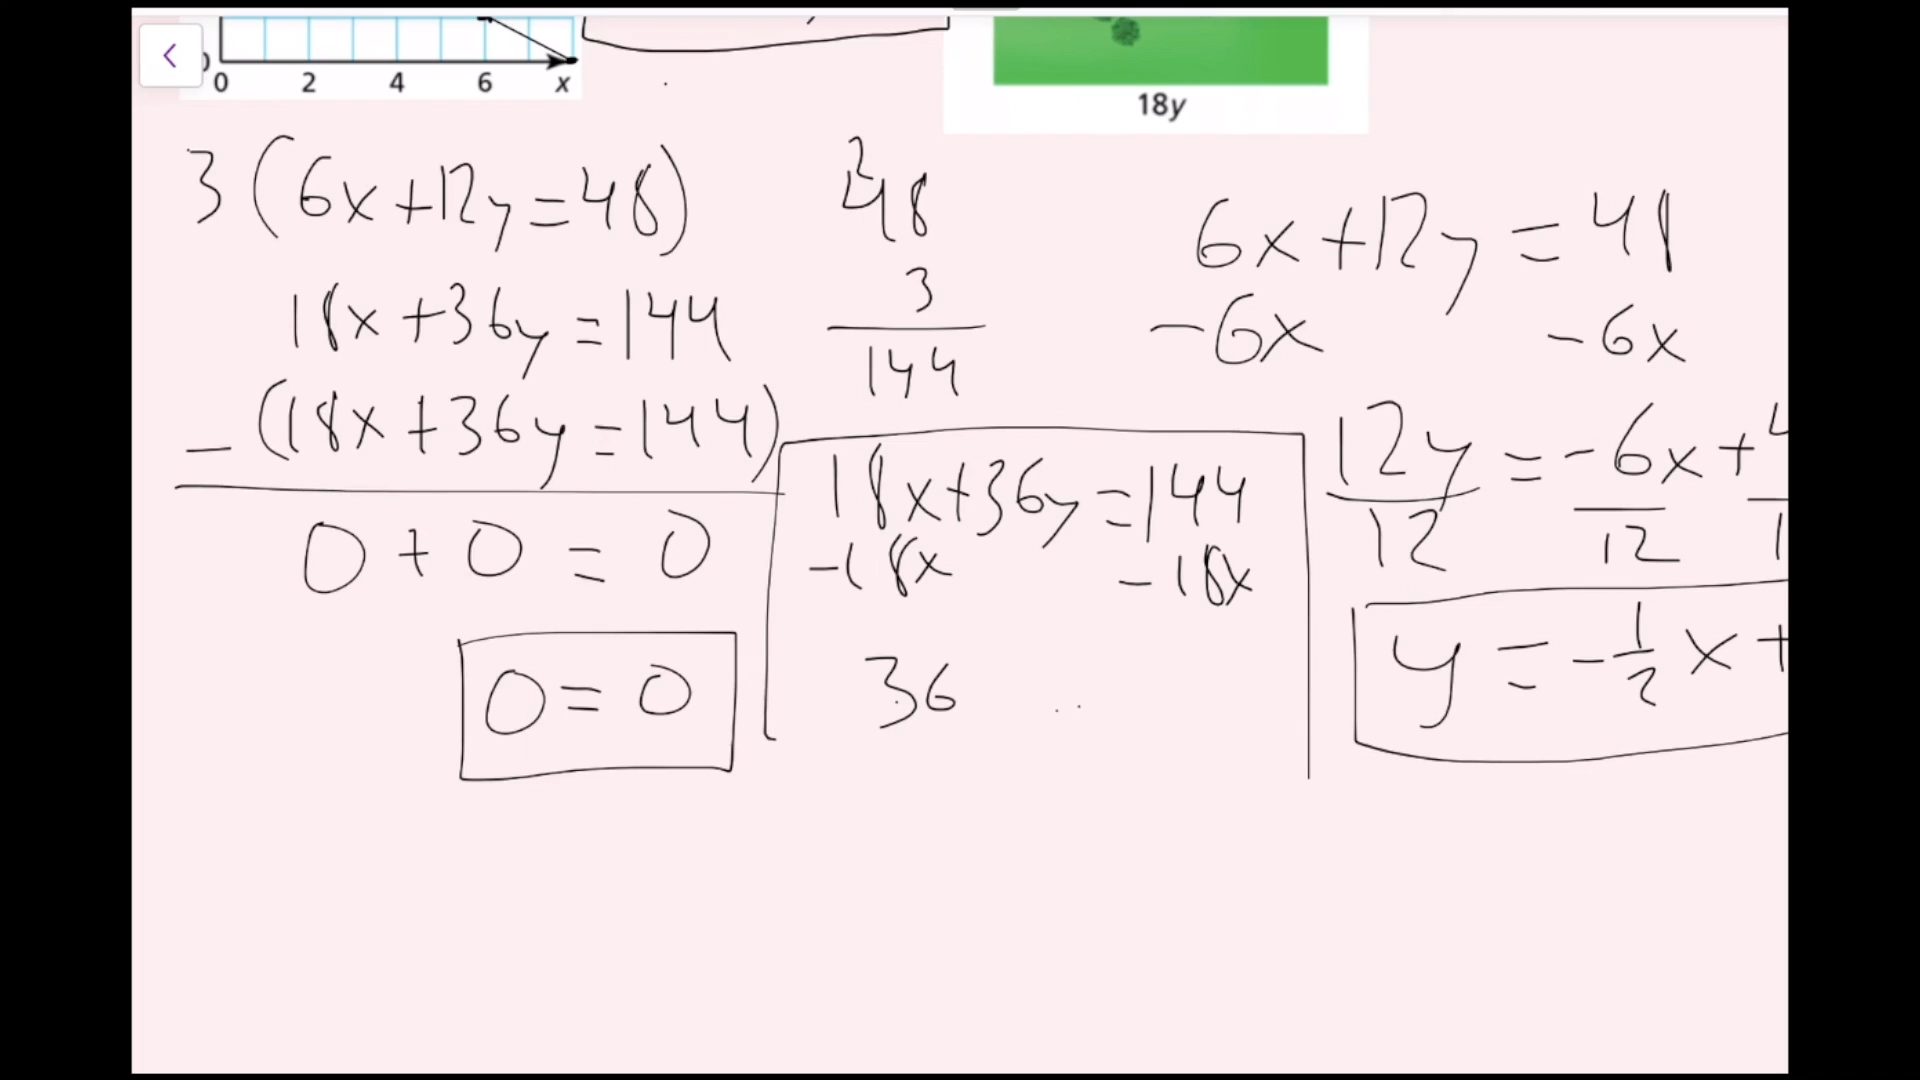 0 2 4 6 x
18y
3(6x+12y=48)
18x+36y=144
-(18x+36y=144)
0+0=0
0=0
48
3
144
18x+36y=144
-18x -18x
36
6x+12y=48
-6x -6x
12y = -6x+4
12 12 1
y = -1/2 x+